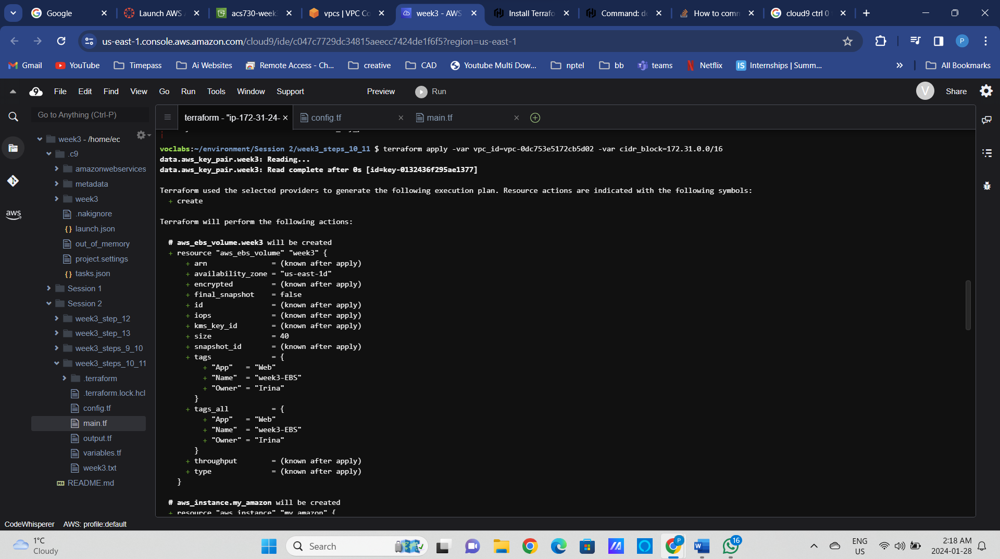 Google
Launch AWS
acs730-week
vpcs | VPC Co
week3 - AWS
Install Terrafo
Command: de
How to comm
cloud9 ctrl 0
us-east-1.console.aws.amazon.com/cloud9/ide/c047c7729dc34815aeecc7424de1f6f5?region=us-east-1
P
Gmail
YouTube
Timepass
Ai Websites
Remote Access - Ch...
creative
CAD
Youtube Multi Dow...
nptel
bb
teams
Netflix
IS Internships | Summ...
All Bookmarks
9 File Edit Find View Go Run Tools Window Support Preview Run V Share
Go to Anything (Ctrl-P)
terraform - "ip-172-31-24-
config.tf
main.tf
week3 - /home/ec
.c9
amazonwebservices
metadata
week3
.nakignore
launch.json
out_of_memory
project.settings
tasks.json
Session 1
Session 2
week3_step_12
week3_step_13
week3_steps_9_10
week3_steps_10_11
.terraform
.terraform.lock.hcl
config.tf
main.tf
output.tf
variables.tf
week3.txt
README.md
aws
voclabs:~/environment/Session 2/week3_steps_10_11 $ terraform apply -var vpc_id=vpc-0dc753e5172cb5d02 -var cidr_block=172.31.0.0/16
data.aws_key_pair.week3: Reading...
data.aws_key_pair.week3: Read complete after 0s [id=key-0132436f295ae1377]
Terraform used the selected providers to generate the following execution plan. Resource actions are indicated with the following symbols:
+ create
Terraform will perform the following actions:
# aws_ebs_volume.week3 will be created
+ resource "aws_ebs_volume" "week3" {
+ arn = (known after apply)
+ availability_zone = "us-east-1d"
+ encrypted = (known after apply)
+ final_snapshot = false
+ id = (known after apply)
+ iops = (known after apply)
+ kms_key_id = (known after apply)
+ size = 40
+ snapshot_id = (known after apply)
+ tags = {
+ "App" = "Web"
+ "Name" = "week3-EBS"
+ "Owner" = "Irina"
}
+ tags_all = {
+ "App" = "Web"
+ "Name" = "week3-EBS"
+ "Owner" = "Irina"
}
+ throughput = (known after apply)
+ type = (known after apply)
}
# aws_instance.my_amazon will be created
+ resource "aws_instance" "my_amazon" {
CodeWhisperer AWS: profile:default
1°C
Cloudy
Search
P
W
16
ENG
US
2:18 AM
2024-01-28